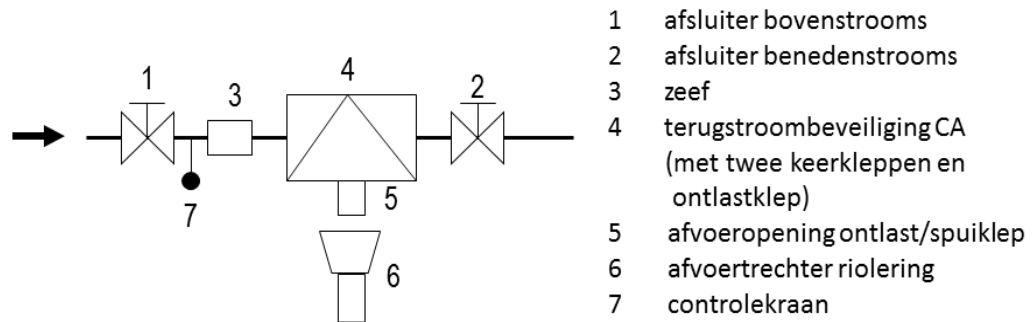 1 afsluiter bovenstrooms
2 afsluiter benedenstrooms
3 zeef
4 terugstroombeveiliging CA
(met twee keerkleppen en
ontlastklep)
5 afvoeropening ontlast/spuiklep
6 afvoertrechter riolering
7 controlekraan
1
3
4
2
7
5
6